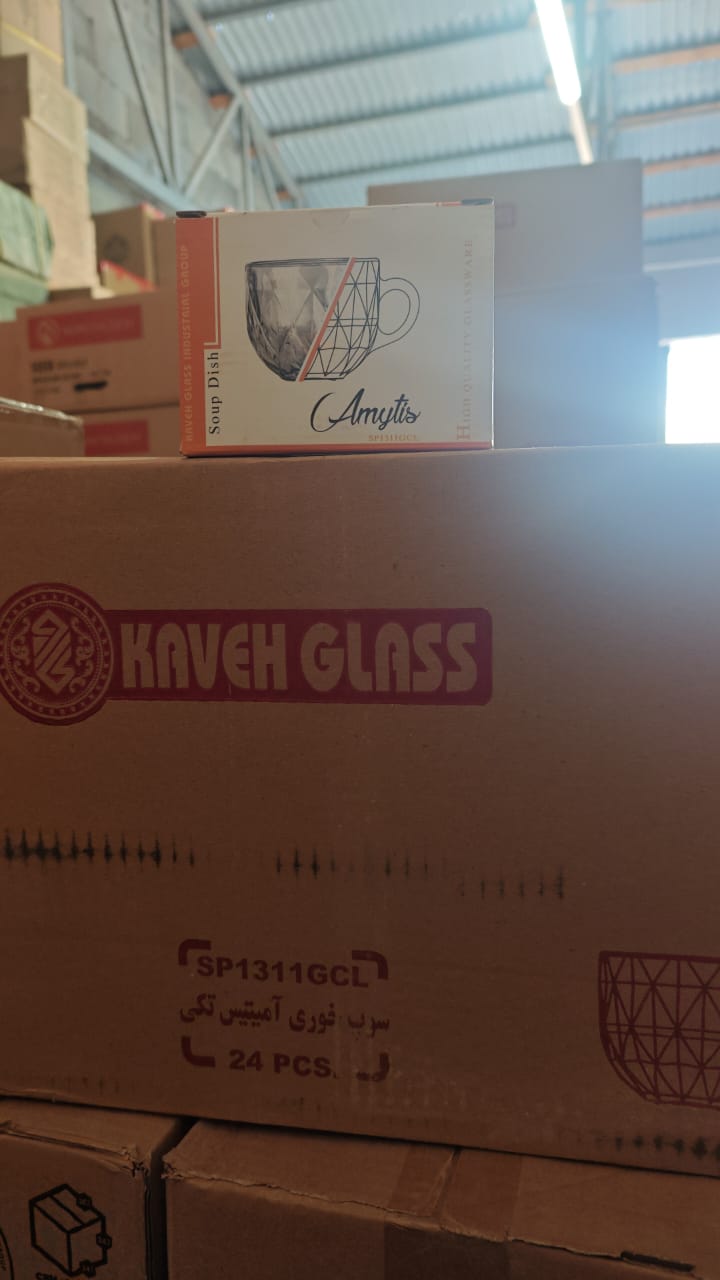 KAVEH GLASS INDUSTRIAL GROUP
Soup Dish
Amytis
SP1311GCL
HIGH QUALITY GLASSWARE
KAVEH GLASS
SP1311GCL
سوپ خوری آمیتیس تکی
24 PCS.